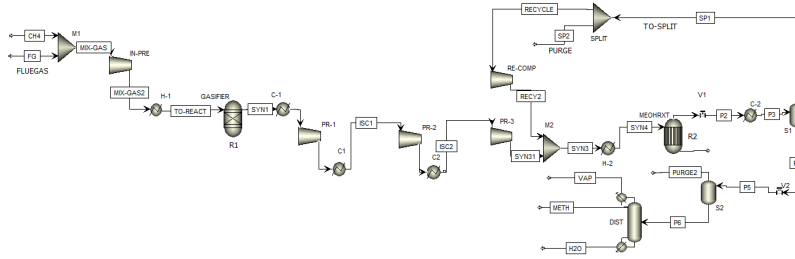 RECYCLE
SP1
CH4
M1
SP2
SPLIT
TO-SPLIT
MIX-GAS
IN-PRE
PURGE
FG
FLUEGAS
RE-COMP
MIX-GAS2
H-1
GASIFIER
C-1
RECY2
V1
TO-REACT
SYN1
ISC1
MEOHRXT
C-2
R1
PR-1
PR-2
PR-3
M2
P2
P3
S1
SYN4
R2
C1
ISC2
SYN31
SYN3
H-2
C2
VAP
PURGE2
P5
V2
METH
S2
DIST
P6
H2O